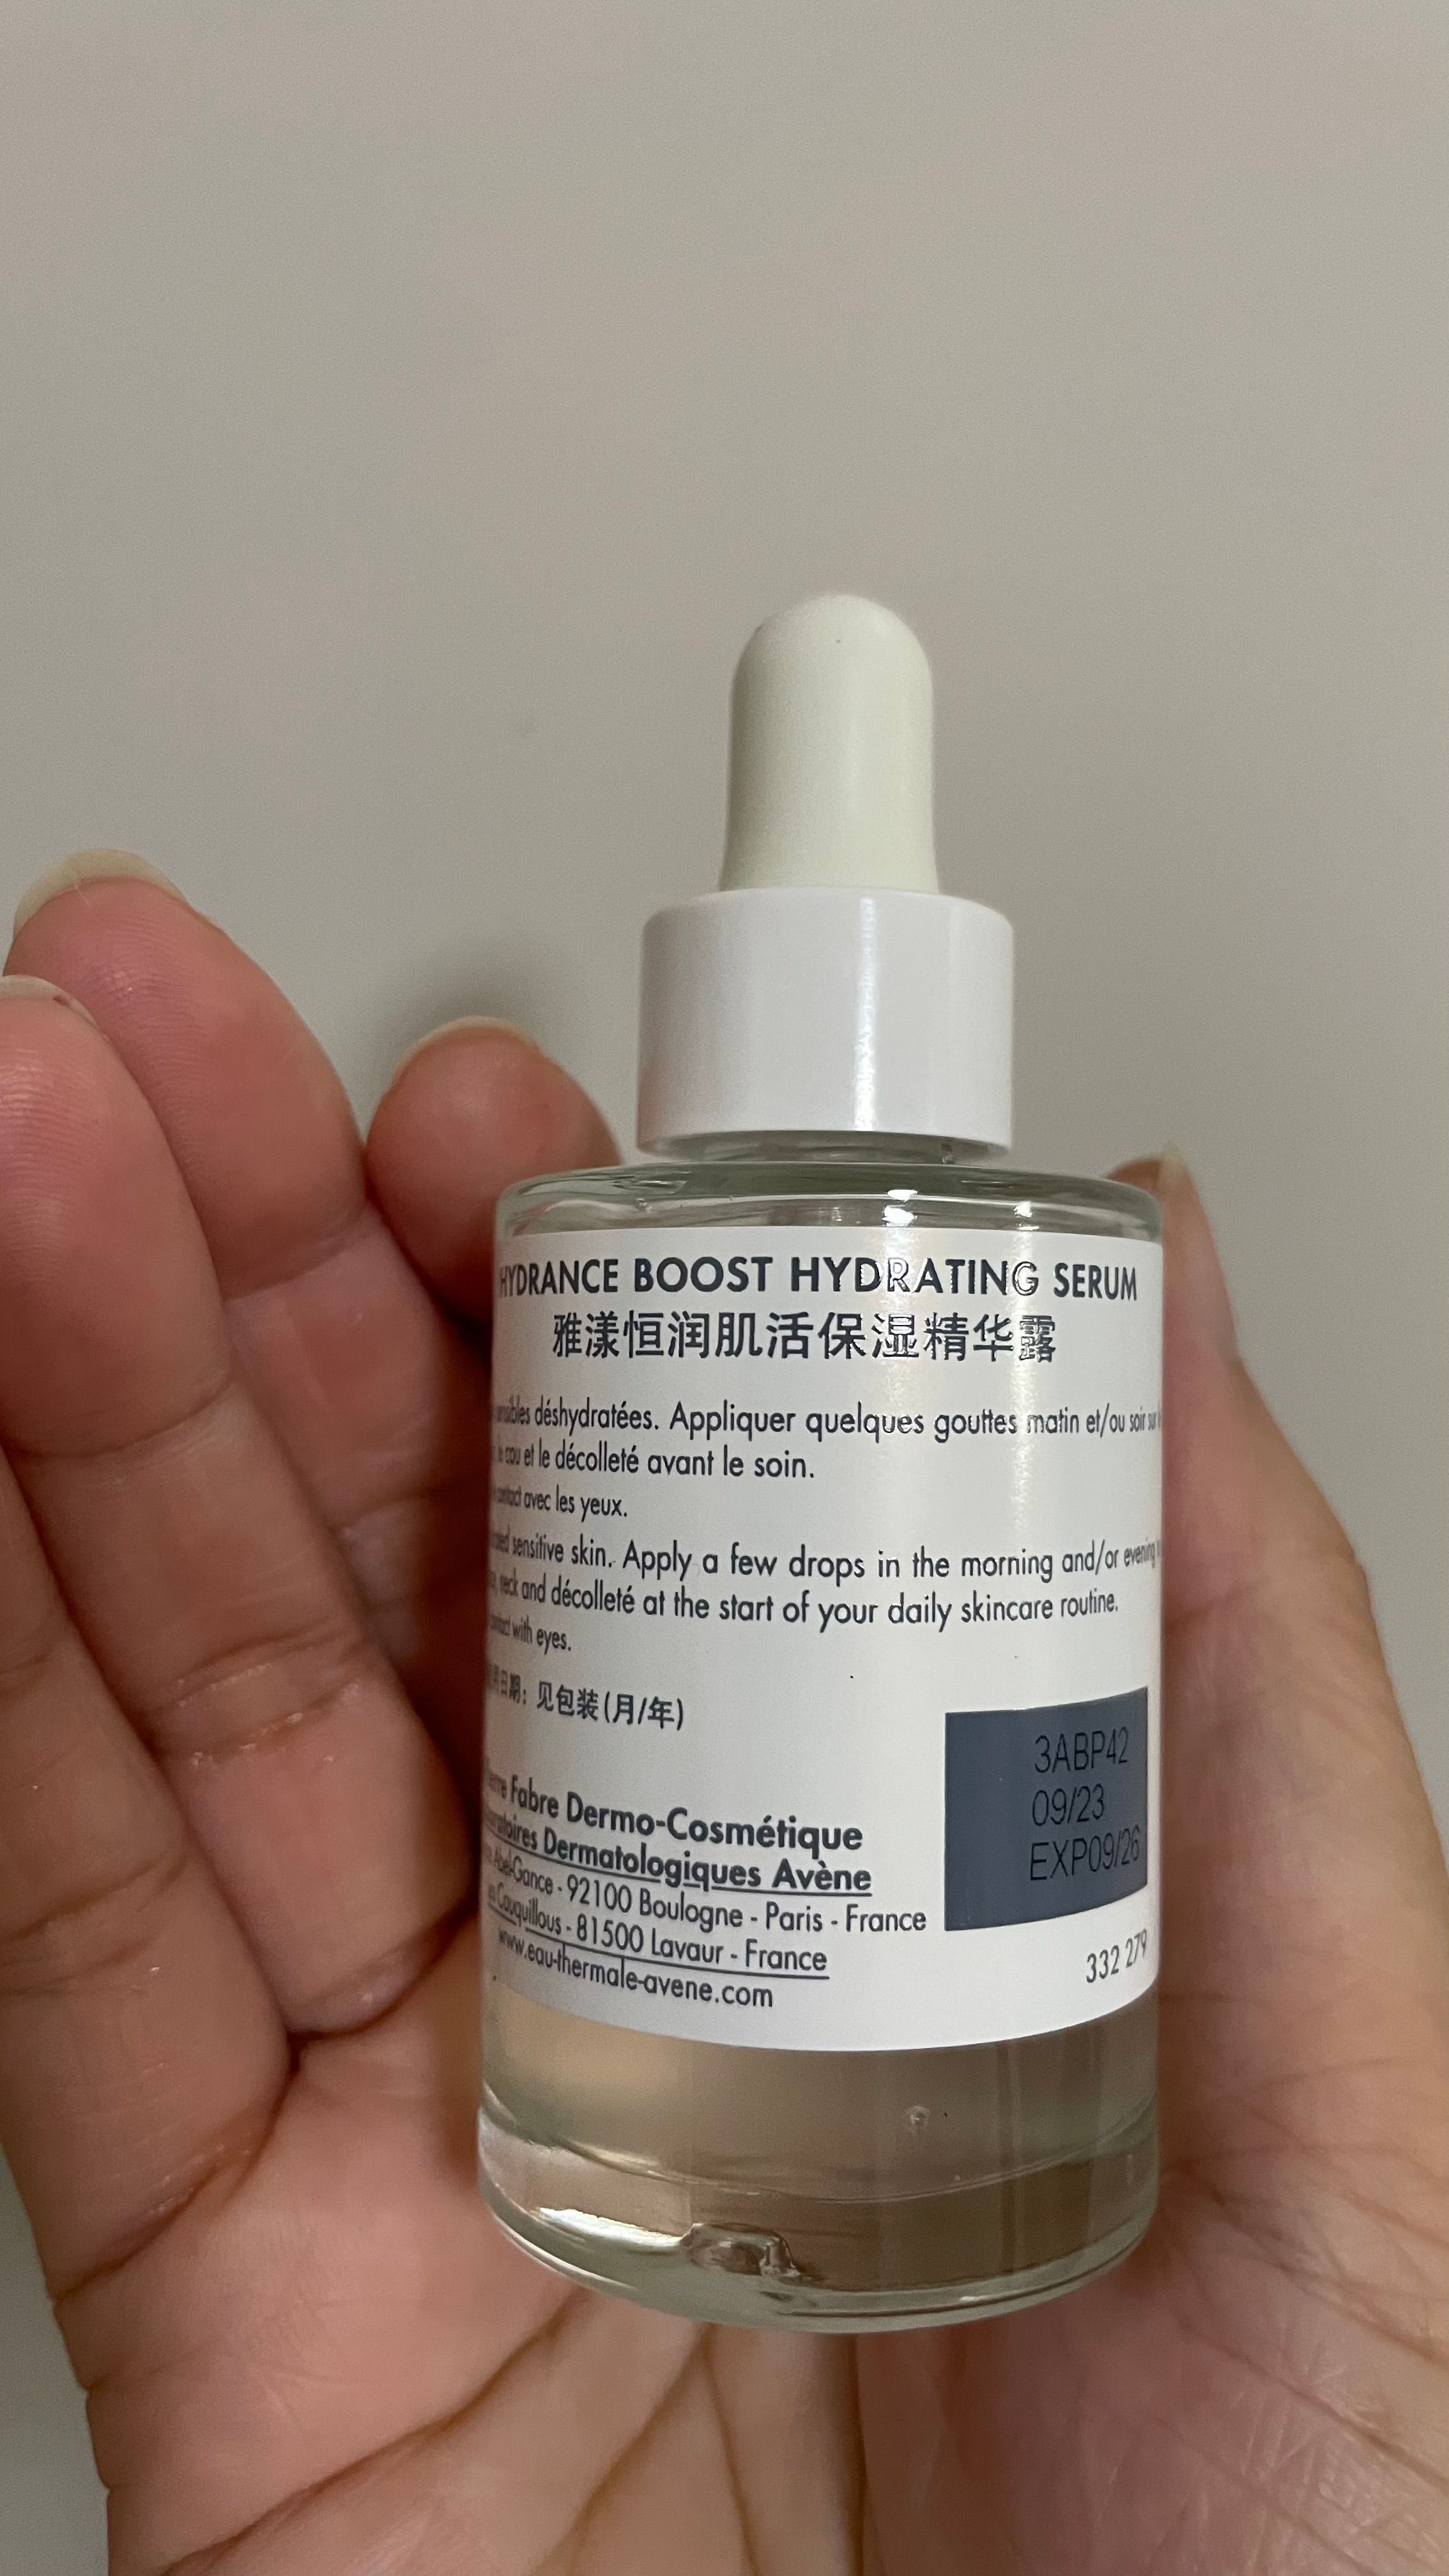 HYDRANCE BOOST HYDRATING SERUM
雅漾恒润肌活保湿精华露
déshydratées. Appliquer quelques gouttes matin et/ou soir sur
cou et le décolleté avant le soin.
contact avec les yeux.
sensitive skin. Apply a few drops in the morning and/or evening
neck and décolleté at the start of your daily skincare routine.
contact with eyes.
日期：见包装(月/年)
Fabre Dermo-Cosmétique
Dermatologiques Avène
Abel-Gance - 92100 Boulogne - Paris - France
Cauquillous - 81500 Lavaur - France
www.eau-thermale-avene.com
3ABP42
09/23
EXP09/26
332 279